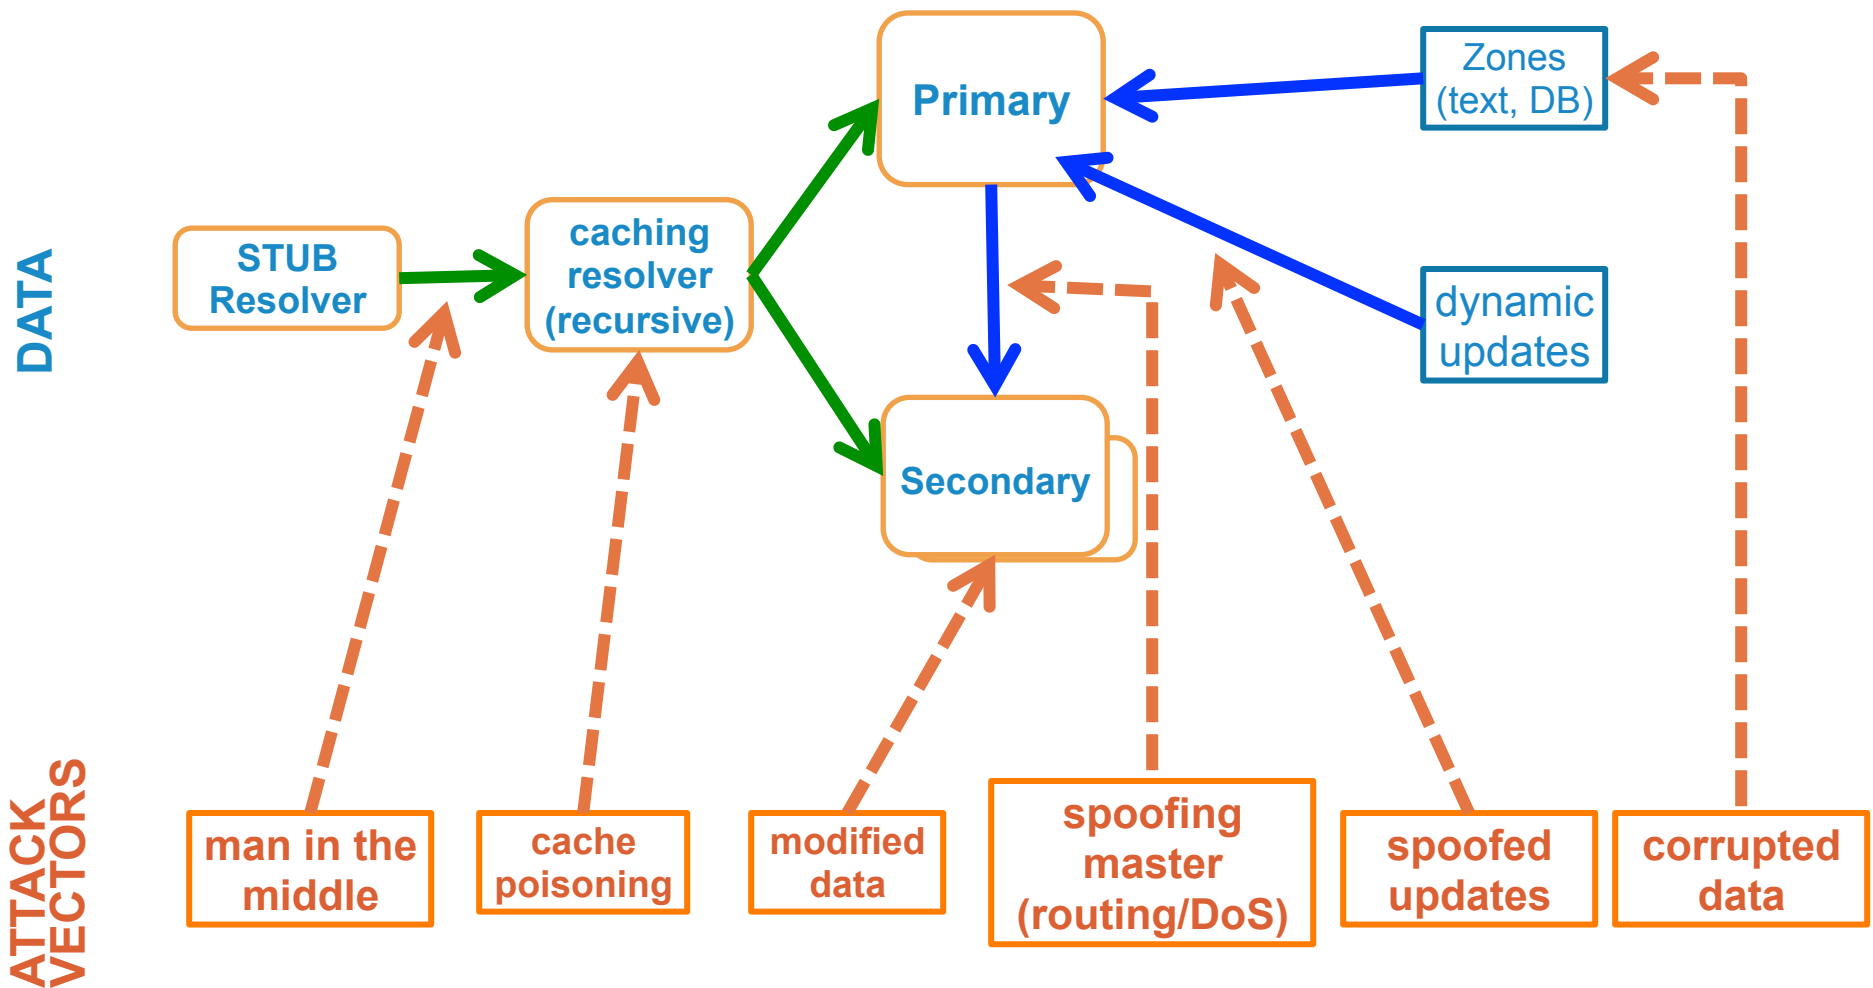 DATA
STUB
Resolver
caching
resolver
(recursive)
Primary
Secondary
Zones
(text, DB)
dynamic
updates
ATTACK
VECTORS
man in the
middle
cache
poisoning
modified
data
spoofing
master
(routing/DoS)
spoofed
updates
corrupted
data